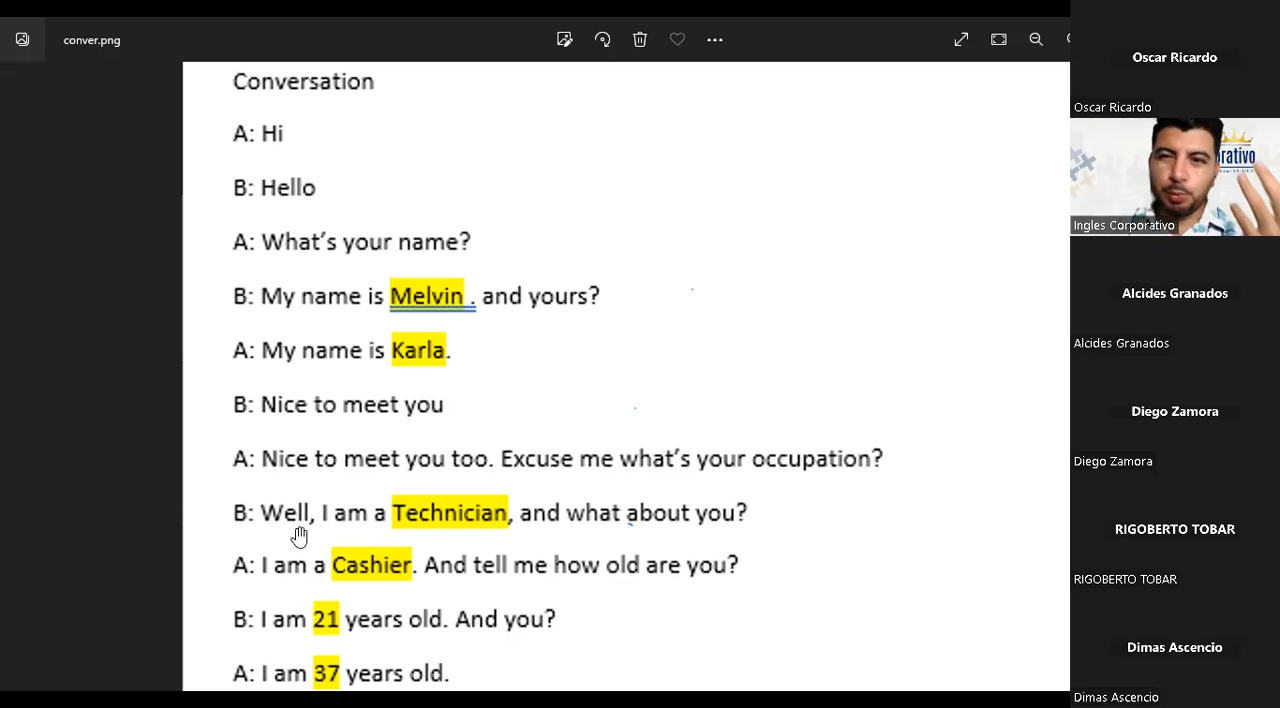 conver.png
Conversation
A: Hi
B: Hello
A: What's your name?
B: My name is Melvin . and yours?
A: My name is Karla.
B: Nice to meet you
A: Nice to meet you too. Excuse me what's your occupation?
B: Well, I am a Technician, and what about you?
A: I am a Cashier. And tell me how old are you?
B: I am 21 years old. And you?
A: I am 37 years old.
Oscar Ricardo
Oscar Ricardo
orativo
Ingles Corporativo
Alcides Granados
Alcides Granados
Diego Zamora
Diego Zamora
RIGOBERTO TOBAR
RIGOBERTO TOBAR
Dimas Ascencio
Dimas Ascencio